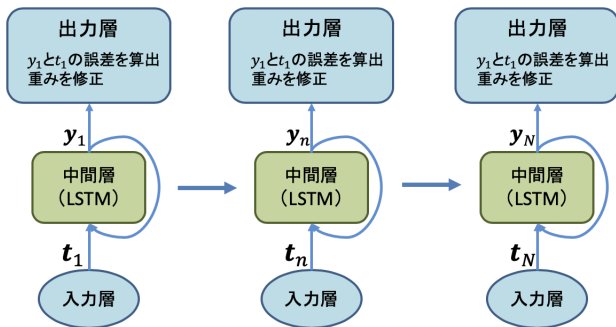 出力層
y₁とt₁の誤差を算出
重みを修正
出力層
y₁とt₁の誤差を算出
重みを修正
出力層
y₁とt₁の誤差を算出
重みを修正
y₁
yₙ
y_N
中間層
（LSTM）
中間層
（LSTM）
中間層
（LSTM）
t₁
tₙ
t_N
入力層
入力層
入力層